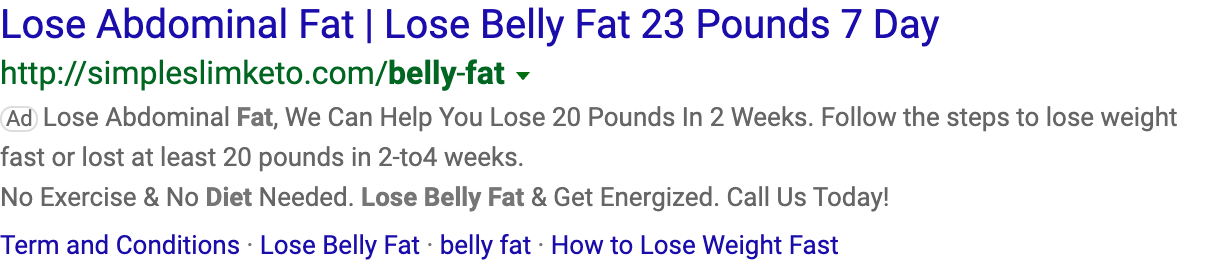 Lose Abdominal Fat | Lose Belly Fat 23 Pounds 7 Day
http://simpleslimketo.com/belly-fat
Ad Lose Abdominal Fat, We Can Help You Lose 20 Pounds In 2 Weeks. Follow the steps to lose weight
fast or lost at least 20 pounds in 2-to4 weeks.
No Exercise & No Diet Needed. Lose Belly Fat & Get Energized. Call Us Today!
Term and Conditions · Lose Belly Fat · belly fat · How to Lose Weight Fast